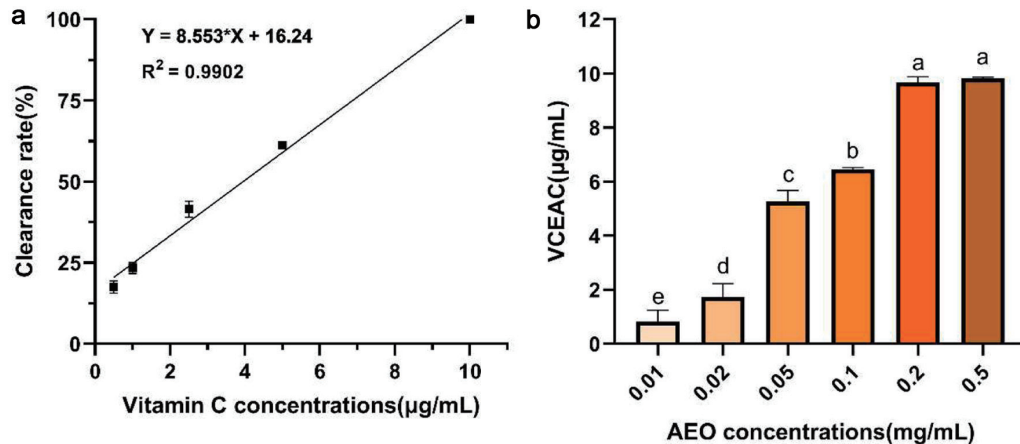 a
Y = 8.553*X + 16.24
R² = 0.9902
Clearance rate(%)
100
75
50
25
0
0 2 4 6 8 10
Vitamin C concentrations(µg/mL)
b
VCEAC(µg/mL)
12
10
8
6
4
2
0
e d c b a a
0.01 0.02 0.05 0.1 0.2 0.5
AEO concentrations(mg/mL)